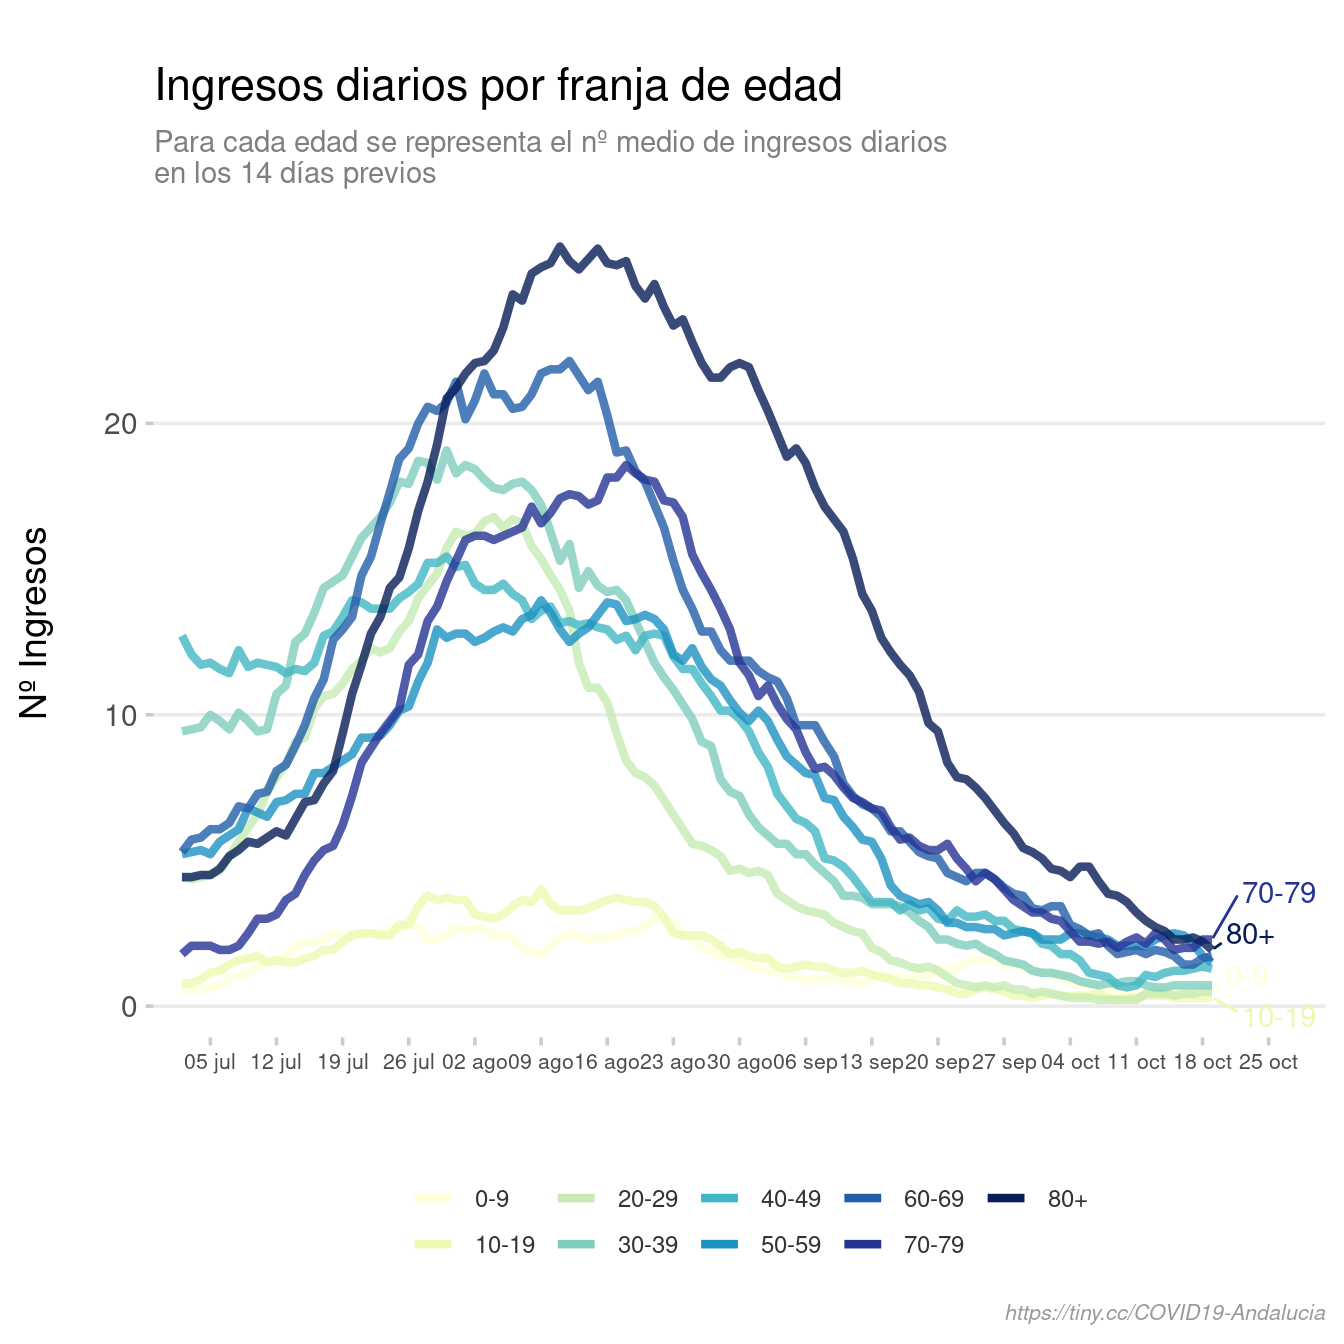 Ingresos diarios por franja de edad
Para cada edad se representa el nº medio de ingresos diarios
en los 14 días previos
Nº Ingresos
20
10
0
70-79
80+
0-9
10-19
05 jul 12 jul 19 jul 26 jul 02 ago 09 ago 16 ago 23 ago 30 ago 06 sep 13 sep 20 sep 27 sep 04 oct 11 oct 18 oct 25 oct
0-9 20-29 40-49 60-69 80+
10-19 30-39 50-59 70-79
https://tiny.cc/COVID19-Andalucia